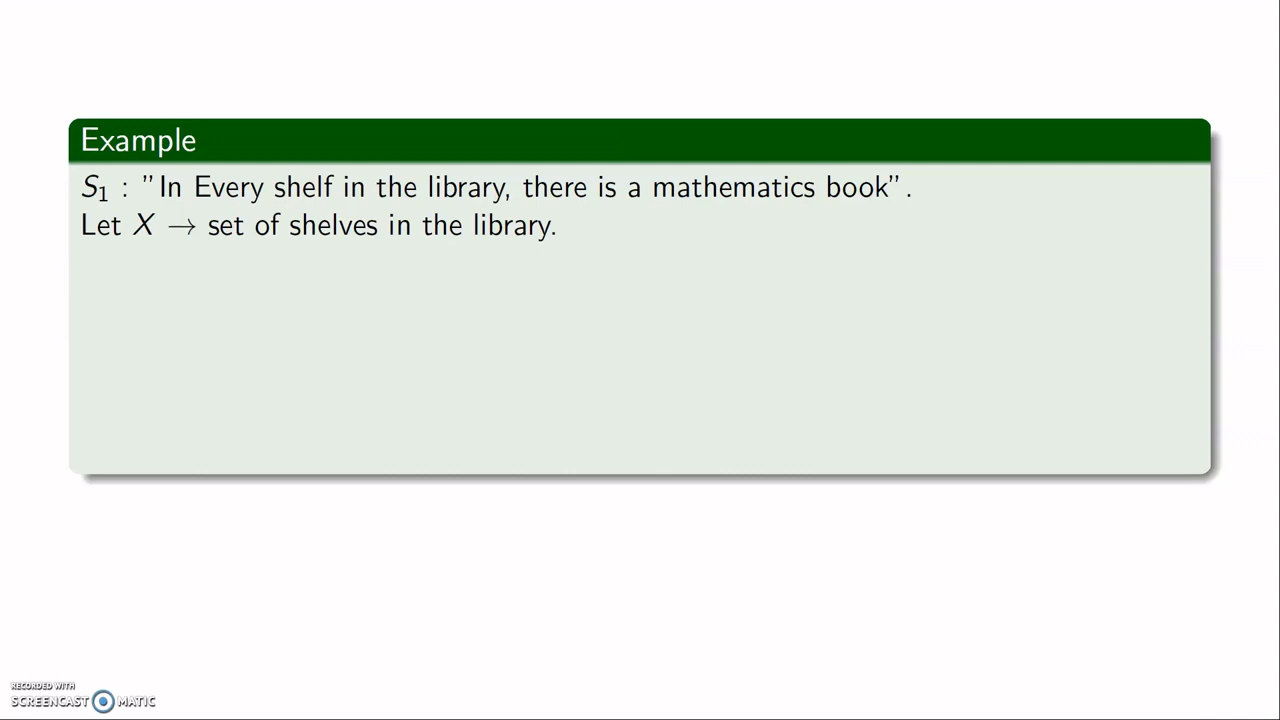 Example
S₁ : ”In Every shelf in the library, there is a mathematics book”.
Let X → set of shelves in the library.
RECORDED WITH
SCREENCAST MATIC